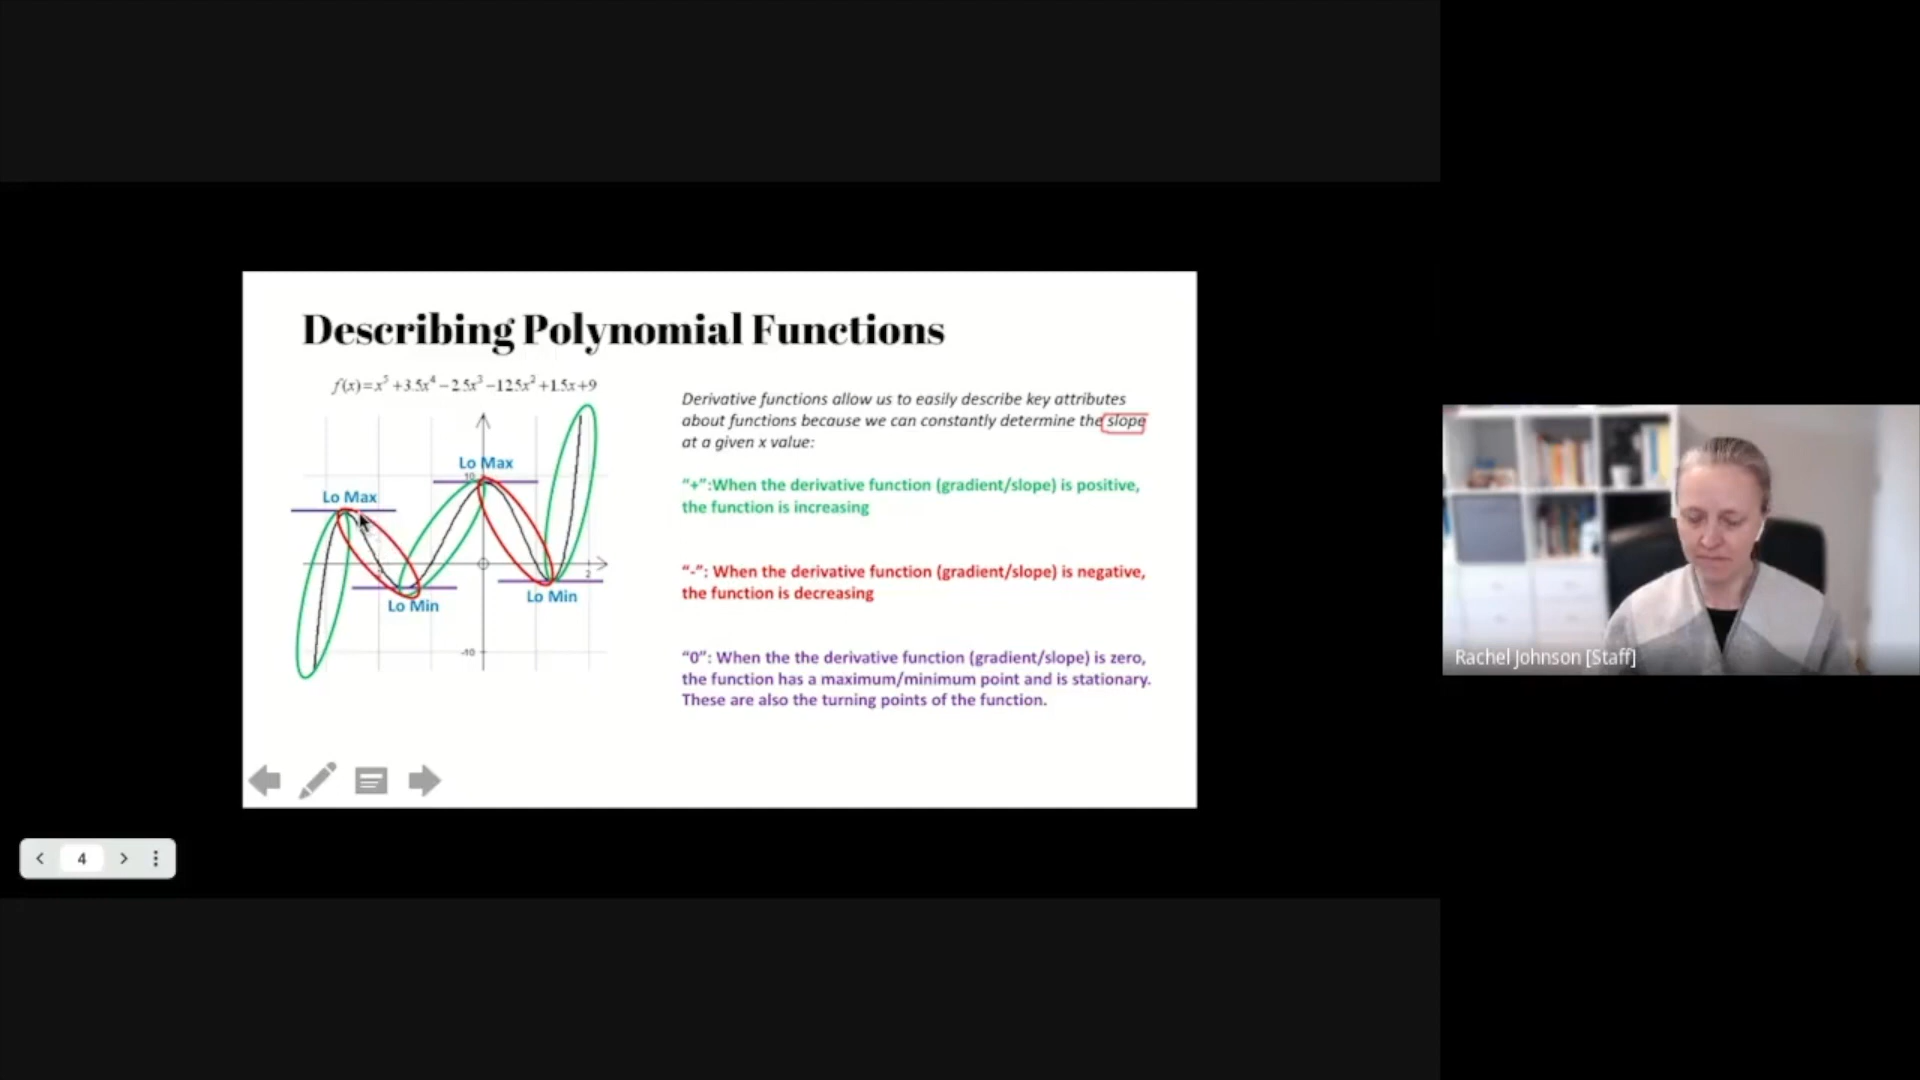 Describing Polynomial Functions
f(x)=x⁵+3.5x⁴−2.5x³−12.5x²+1.5x+9
Derivative functions allow us to easily describe key attributes
about functions because we can constantly determine the slope
at a given x value:
Lo Max
10
Lo Max
2
Lo Min
Lo Min
-10
“+”:When the derivative function (gradient/slope) is positive,
the function is increasing
“-”: When the derivative function (gradient/slope) is negative,
the function is decreasing
“0”: When the the derivative function (gradient/slope) is zero,
the function has a maximum/minimum point and is stationary.
These are also the turning points of the function.
Rachel Johnson [Staff]
4